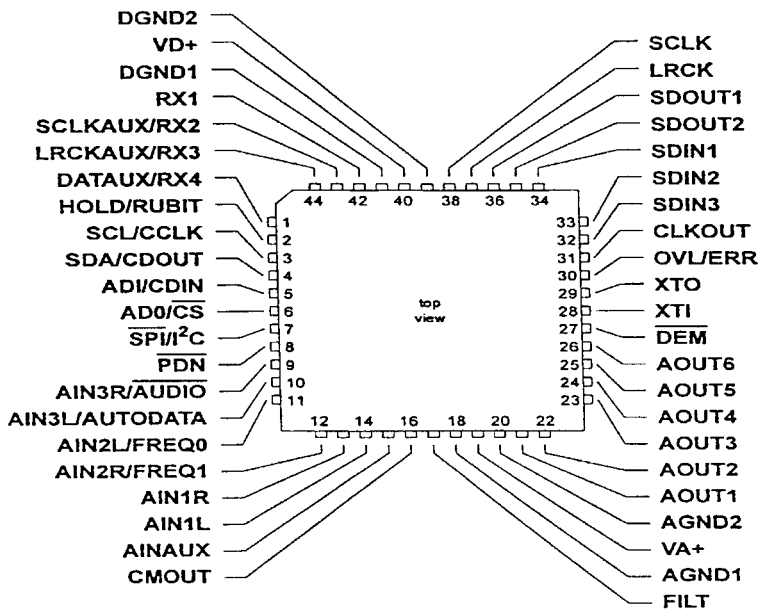 DGND2
VD+
DGND1
RX1
SCLKAUX/RX2
LRCKAUX/RX3
DATAUX/RX4
HOLD/RUBIT
SCL/CCLK
SDA/CDOUT
ADI/CDIN
AD0/CS
SPI/I²C
PDN
AIN3R/AUDIO
AIN3L/AUTODATA
AIN2L/FREQ0
AIN2R/FREQ1
AIN1R
AIN1L
AINAUX
CMOUT
44 42 40 38 36 34
1
2
3
4
5
6
7
8
9
10
11
top
view
33
32
31
30
29
28
27
26
25
24
23
12 14 16 18 20 22
SCLK
LRCK
SDOUT1
SDOUT2
SDIN1
SDIN2
SDIN3
CLKOUT
OVL/ERR
XTO
XTI
DEM
AOUT6
AOUT5
AOUT4
AOUT3
AOUT2
AOUT1
AGND2
VA+
AGND1
FILT